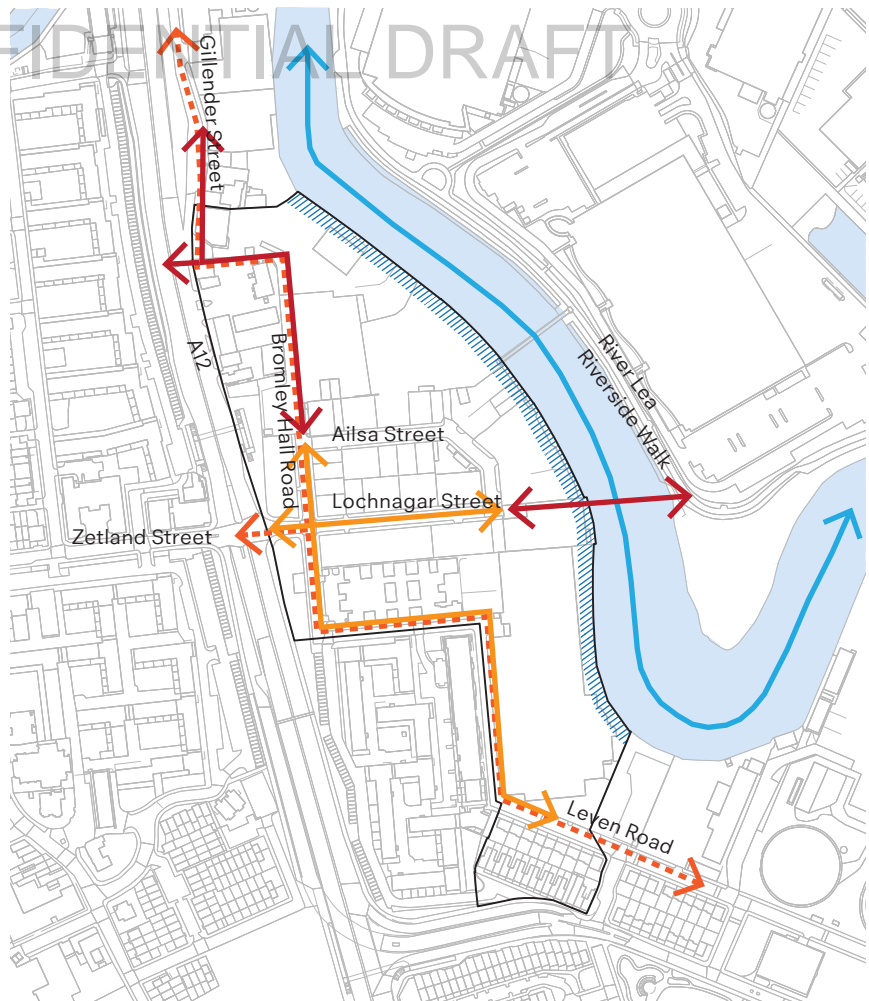 FIDENTIAL DRAFT
Gillender Street
A12
Bromley Hall Road
River Lea
Riverside Walk
Ailsa Street
Lochnagar Street
Zetland Street
Leven Road